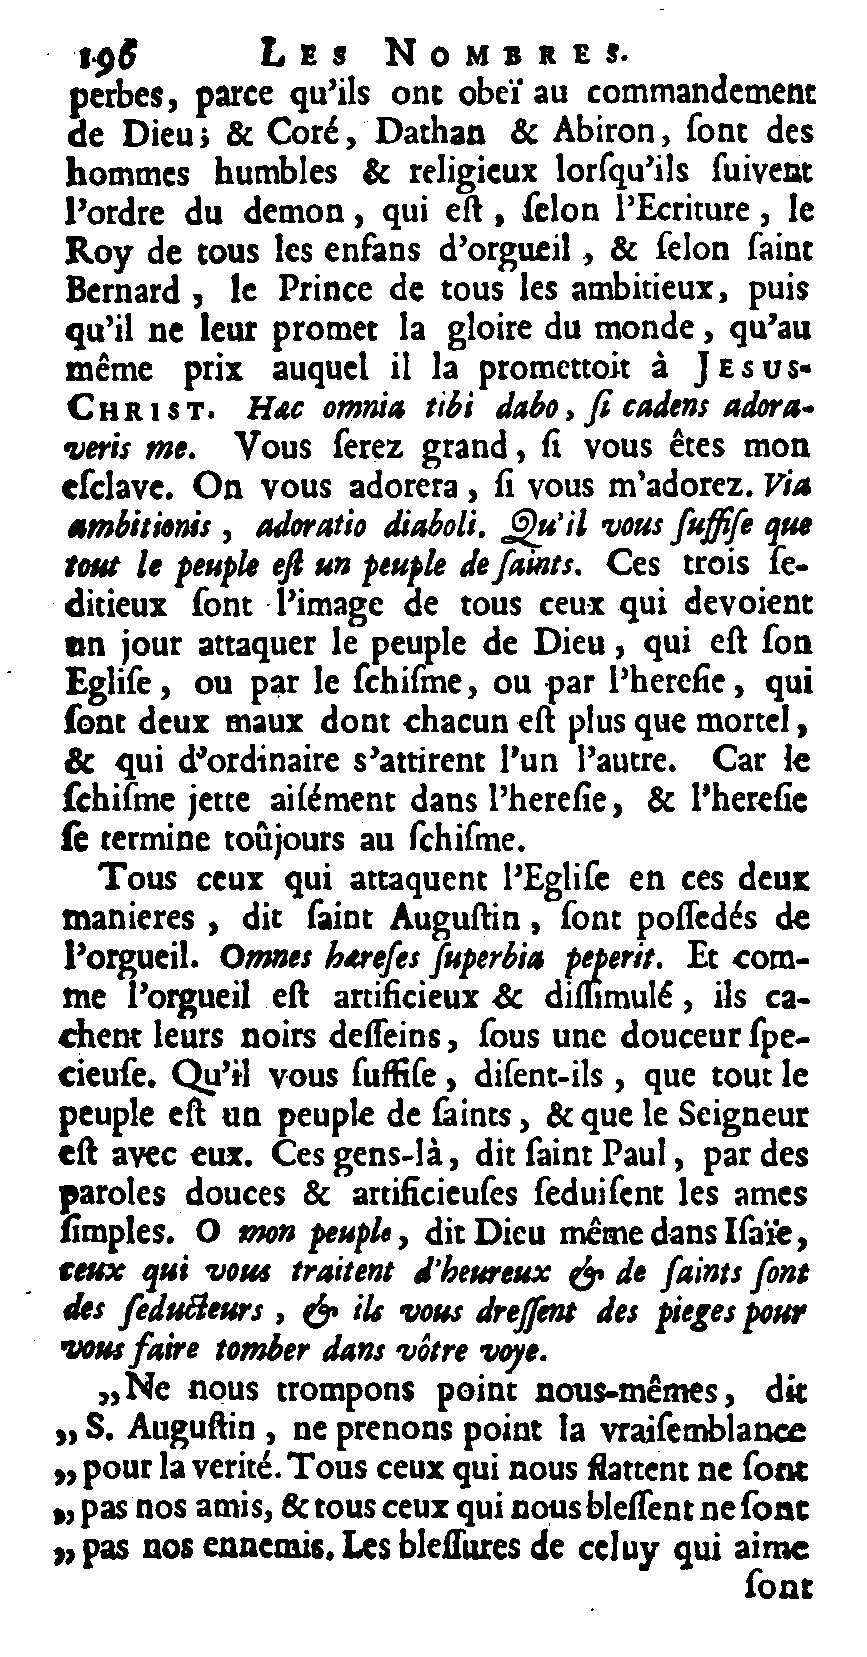 196 LES NOMBRES.
perbes, parce qu'ils ont obeï au commandement
de Dieu; & Coré, Dathan & Abiron, ſont des
hommes humbles & religieux lorſqu'ils ſuivent
l'ordre du demon, qui eſt, ſelon l'Ecriture, le
Roy de tous les enfans d'orgueil, & ſelon ſaint
Bernard, le Prince de tous les ambitieux, puis
qu'il ne leur promet la gloire du monde, qu'au
même prix auquel il la promettoit à JESUS-
CHRIST. Hæc omnia tibi dabo, ſi cadens adora-
veris me. Vous ſerez grand, ſi vous êtes mon
eſclave. On vous adorera, ſi vous m'adorez. Via
ambitionis, adoratio diaboli. Qu'il vous ſuffiſe que
tout le peuple eſt un peuple de ſaints. Ces trois ſe-
ditieux ſont l'image de tous ceux qui devoient
un jour attaquer le peuple de Dieu, qui eſt ſon
Egliſe, ou par le ſchiſme, ou par l'hereſie, qui
ſont deux maux dont chacun eſt plus que mortel,
& qui d'ordinaire s'attirent l'un l'autre. Car le
ſchiſme jette aiſément dans l'hereſie, & l'hereſie
ſe termine toûjours au ſchiſme.
Tous ceux qui attaquent l'Egliſe en ces deux
manieres, dit ſaint Auguſtin, ſont poſſedés de
l'orgueil. Omnes hæreſes ſuperbia peperit. Et com-
me l'orgueil eſt artificieux & diſſimulé, ils ca-
chent leurs noirs deſſeins, ſous une douceur ſpe-
cieuſe. Qu'il vous ſuffiſe, diſent-ils, que tout le
peuple eſt un peuple de ſaints, & que le Seigneur
eſt avec eux. Ces gens-là, dit ſaint Paul, par des
paroles douces & artificieuſes ſeduiſent les ames
ſimples. O mon peuple, dit Dieu même dans Iſaïe,
ceux qui vous traitent d'heureux & de ſaints ſont
des ſeducteurs, & ils vous dreſſent des pieges pour
vous faire tomber dans vôtre voye.
„Ne nous trompons point nous-mêmes, dit
„S. Auguſtin, ne prenons point la vraiſemblance
„pour la verité. Tous ceux qui nous flattent ne ſont
„pas nos amis, & tous ceux qui nous bleſſent ne ſont
„pas nos ennemis. Les bleſſures de celuy qui aime
ſont